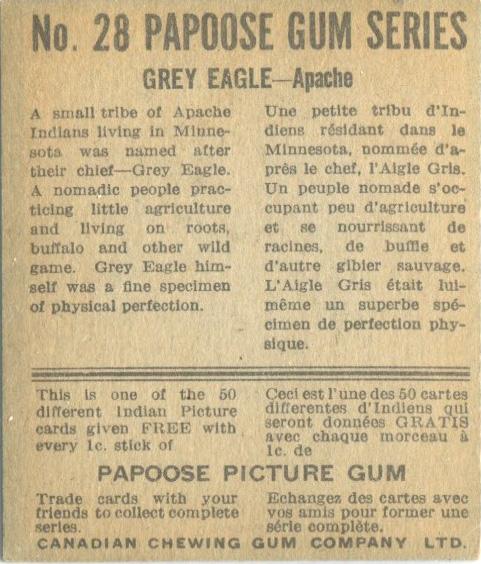 No. 28 PAPOOSE GUM SERIES
GREY EAGLE—Apache
A small tribe of Apache
Indians living in Minne-
sota was named after
their chief—Grey Eagle.
A nomadic people prac-
ticing little agriculture
and living on roots,
buffalo and other wild
game. Grey Eagle him-
self was a fine specimen
of physical perfection.
Une petite tribu d'In-
diens résidant dans le
Minnesota, nommée d'a-
près le chef, l'Aigle Gris.
Un peuple nomade s'oc-
cupant peu d'agriculture
et se nourrissant de
racines, de buffle et
d'autre gibier sauvage.
L'Aigle Gris était lui-
même un superbe spé-
cimen de perfection phy-
sique.
This is one of the 50
different Indian Picture
cards given FREE with
every 1c. stick of
Ceci est l'une des 50 cartes
differentes d'Indiens qui
seront données GRATIS
avec chaque morceau à
1c. de
PAPOOSE PICTURE GUM
Trade cards with your
friends to collect complete
series.
Echangez des cartes avec
vos amis pour former une
série complète.
CANADIAN CHEWING GUM COMPANY LTD.